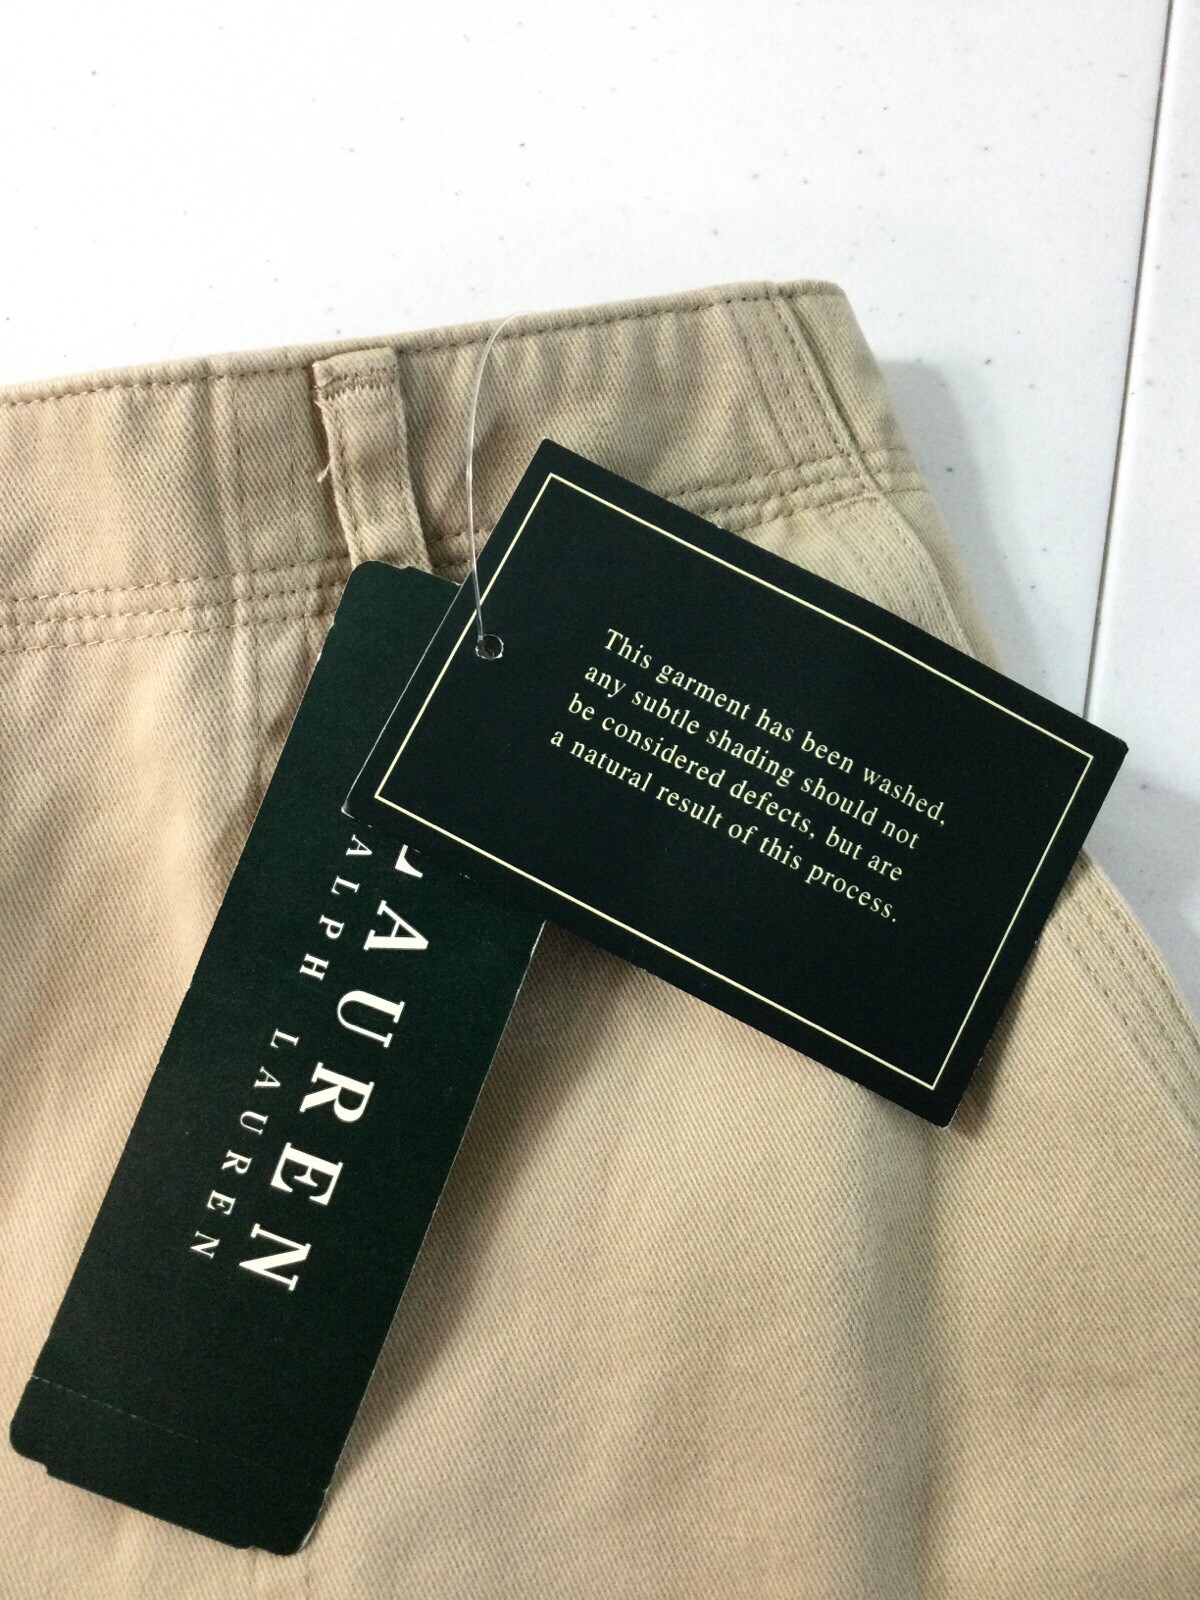 This garment has been washed,
any subtle shading should not
be considered defects, but are
a natural result of this process.
LAUREN
ALPH LAUREN